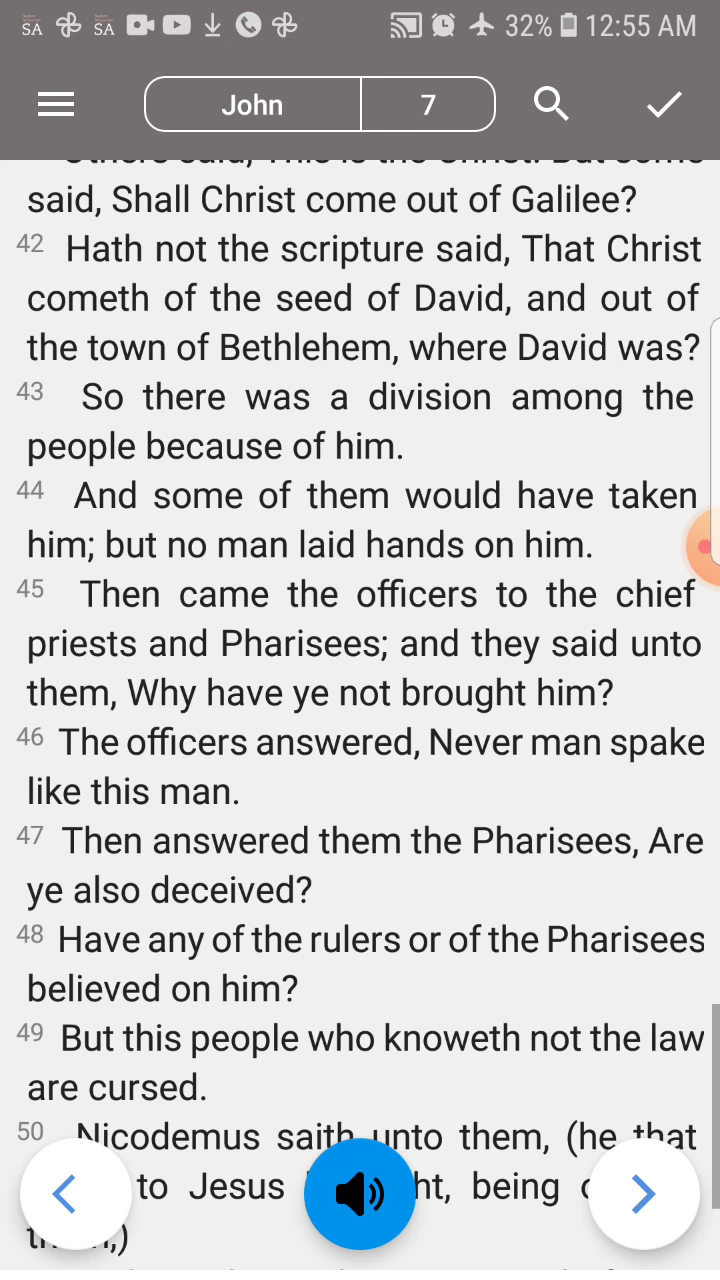 SA SA 32% 12:55 AM
John 7
said, Shall Christ come out of Galilee?
42 Hath not the scripture said, That Christ
cometh of the seed of David, and out of
the town of Bethlehem, where David was?
43 So there was a division among the
people because of him.
44 And some of them would have taken
him; but no man laid hands on him.
45 Then came the officers to the chief
priests and Pharisees; and they said unto
them, Why have ye not brought him?
46 The officers answered, Never man spake
like this man.
47 Then answered them the Pharisees, Are
ye also deceived?
48 Have any of the rulers or of the Pharisees
believed on him?
49 But this people who knoweth not the law
are cursed.
50 Nicodemus saith unto them, (he that
to Jesus being